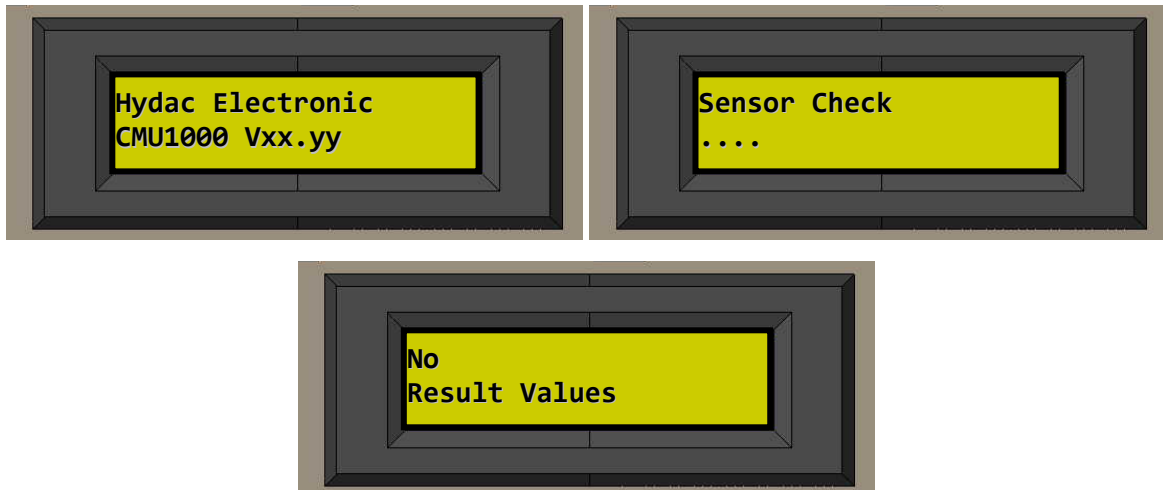 Hydac Electronic
CMU1000 Vxx.yy
Sensor Check
....
No
Result Values